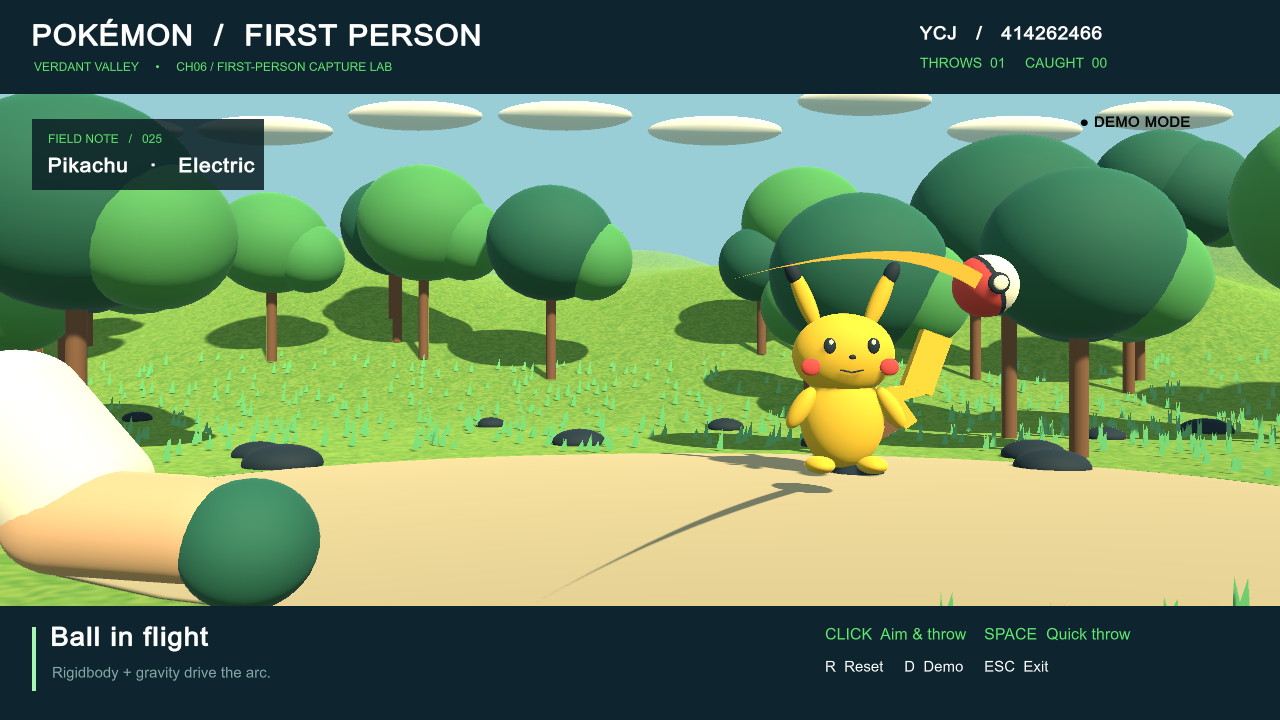 POKÉMON / FIRST PERSON
VERDANT VALLEY • CH06 / FIRST-PERSON CAPTURE LAB
YCJ / 414262466
THROWS 01 CAUGHT 00
FIELD NOTE / 025
Pikachu · Electric
● DEMO MODE
Ball in flight
Rigidbody + gravity drive the arc.
CLICK Aim & throw SPACE Quick throw
R Reset D Demo ESC Exit